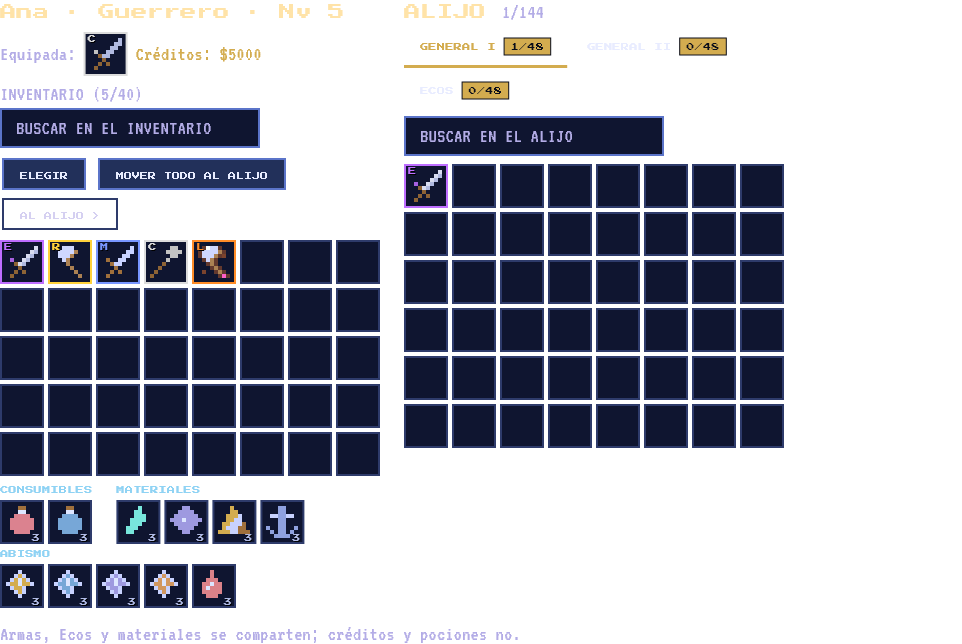 Ana · Guerrero · Nv 5
Equipada: C Créditos: $5000
INVENTARIO (5/40)
BUSCAR EN EL INVENTARIO
ELEGIR MOVER TODO AL ALIJO
AL ALIJO >
E R M C L
CONSUMIBLES MATERIALES
3 3 3 3 3 3
ABISMO
3 3 3 3 3
Armas, Ecos y materiales se comparten; créditos y pociones no.
ALIJO 1/144
GENERAL I 1/48 GENERAL II 0/48
ECOS 0/48
BUSCAR EN EL ALIJO
E